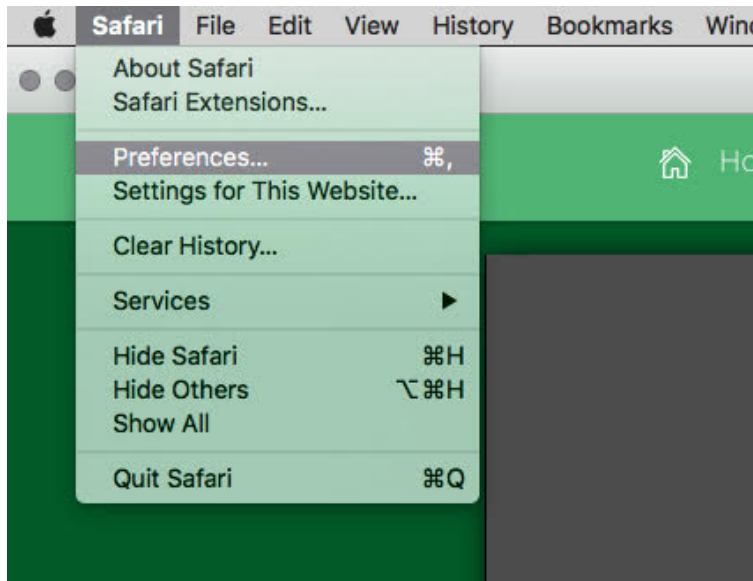 Safari File Edit View History Bookmarks
About Safari
Safari Extensions...
Preferences... ⌘,
Settings for This Website...
Clear History...
Services ▶
Hide Safari ⌘H
Hide Others ⌥⌘H
Show All
Quit Safari ⌘Q